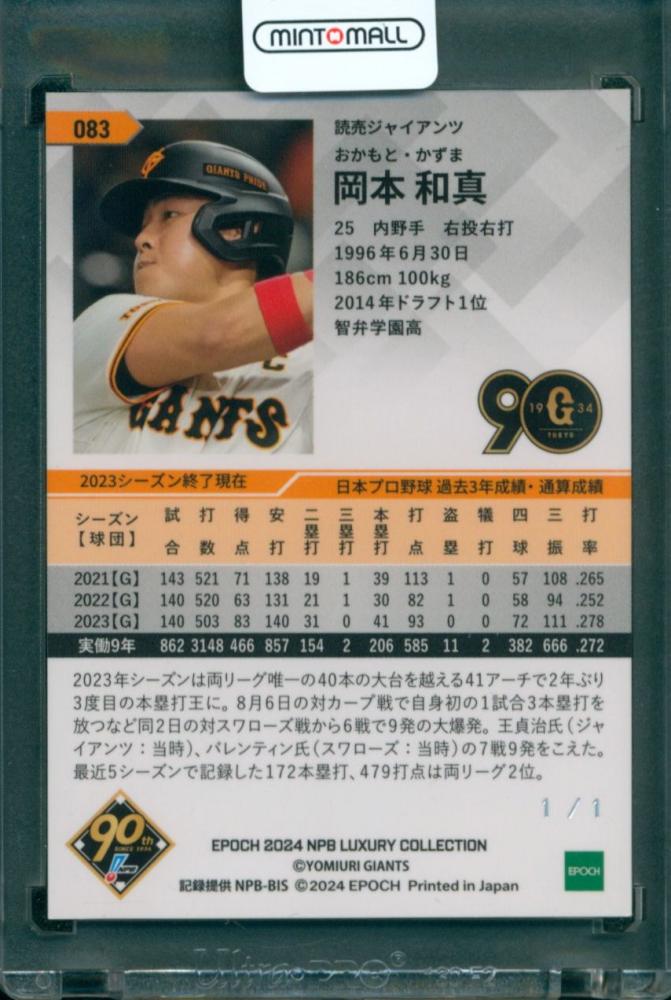 MINT MALL
083
読売ジャイアンツ
おかもと・かずま
岡本 和真
25 内野手 右投右打
1996年6月30日
186cm 100kg
2014年ドラフト1位
智弁学園高
GIANTS PRIDE
GIANTS
C
90
19 G 34
TOKYO
2023シーズン終了現在
日本プロ野球 過去3年成績・通算成績
シーズン【球団】 試合 打数 得点 安打 二塁打 三塁打 本塁打 打点 盗塁 犠打 四球 三振 打率
2021【G】 143 521 71 138 19 1 39 113 1 0 57 108 .265
2022【G】 140 520 63 131 21 1 30 82 1 0 58 94 .252
2023【G】 140 503 83 140 31 0 41 93 0 0 72 111 .278
実働9年 862 3148 466 857 154 2 206 585 11 2 382 666 .272
2023年シーズンは両リーグ唯一の40本の大台を越える41アーチで2年ぶり
3度目の本塁打王に。8月6日の対カープ戦で自身初の1試合3本塁打を
放つなど同2日の対スワローズ戦から6戦で9発の大爆発。王貞治氏(ジャ
イアンツ:当時)、バレンティン氏(スワローズ:当時)の7戦9発をこえた。
最近5シーズンで記録した172本塁打、479打点は両リーグ2位。
1/1
90th
SINCE 1934
NPB
EPOCH 2024 NPB LUXURY COLLECTION
©YOMIURI GIANTS
記録提供 NPB-BIS ©2024 EPOCH Printed in Japan
EPOCH
Ultra PRO®